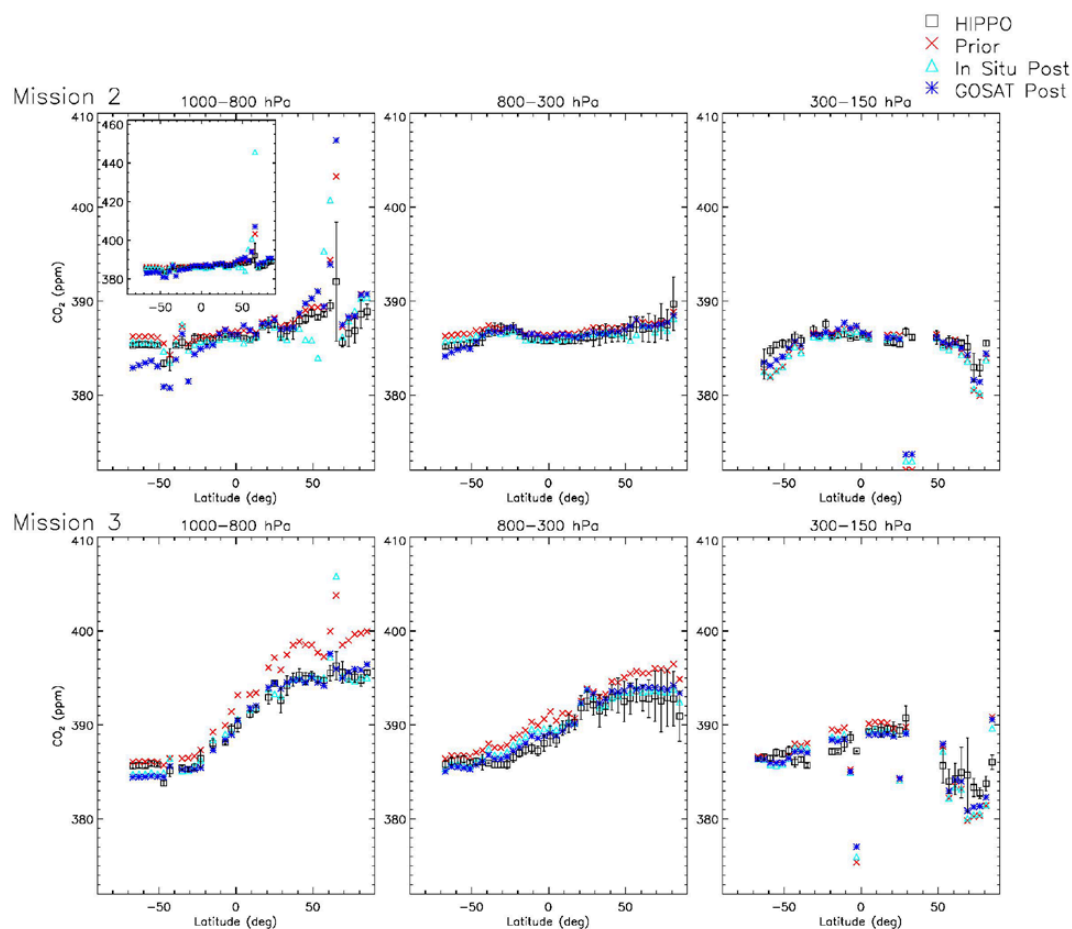 HIPPO
Prior
In Situ Post
GOSAT Post
Mission 2
1000–800 hPa
800–300 hPa
300–150 hPa
410
400
390
380
CO₂ (ppm)
460
440
420
400
380
−50 0 50
−50 0 50
Latitude (deg)
−50 0 50
Latitude (deg)
−50 0 50
Latitude (deg)
Mission 3
1000–800 hPa
800–300 hPa
300–150 hPa
410
400
390
380
CO₂ (ppm)
410
400
390
380
410
400
390
380
410
400
390
380
410
400
390
380
−50 0 50
Latitude (deg)
−50 0 50
Latitude (deg)
−50 0 50
Latitude (deg)